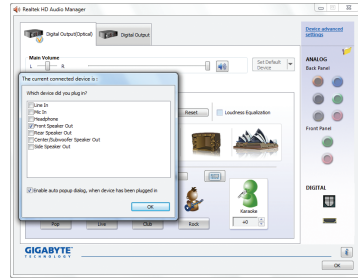 Realtek HD Audio Manager
Digital Output(Optical)
Digital Output
Device advanced
settings
Main Volume
L
R
Set Default
Device
ANALOG
Back Panel
The current connected device is :
Which device did you plug in?
Line In
Mic In
Headphone
Front Speaker Out
Rear Speaker Out
Center/Subwoofer Speaker Out
Side Speaker Out
Enable auto popup dialog, when device has been plugged in
OK
Reset
Loudness Equalization
Front Panel
DIGITAL
Karaoke
Pop
Live
Club
Rock
+0
GIGABYTE
TECHNOLOGY
OK